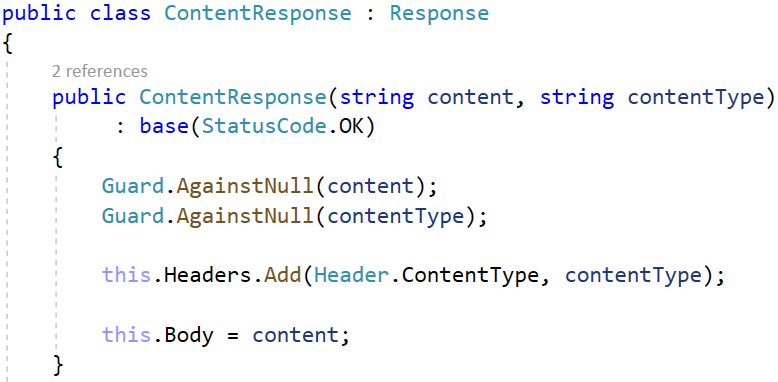 public class ContentResponse : Response
{
2 references
public ContentResponse(string content, string contentType)
: base(StatusCode.OK)
{
Guard.AgainstNull(content);
Guard.AgainstNull(contentType);
this.Headers.Add(Header.ContentType, contentType);
this.Body = content;
}